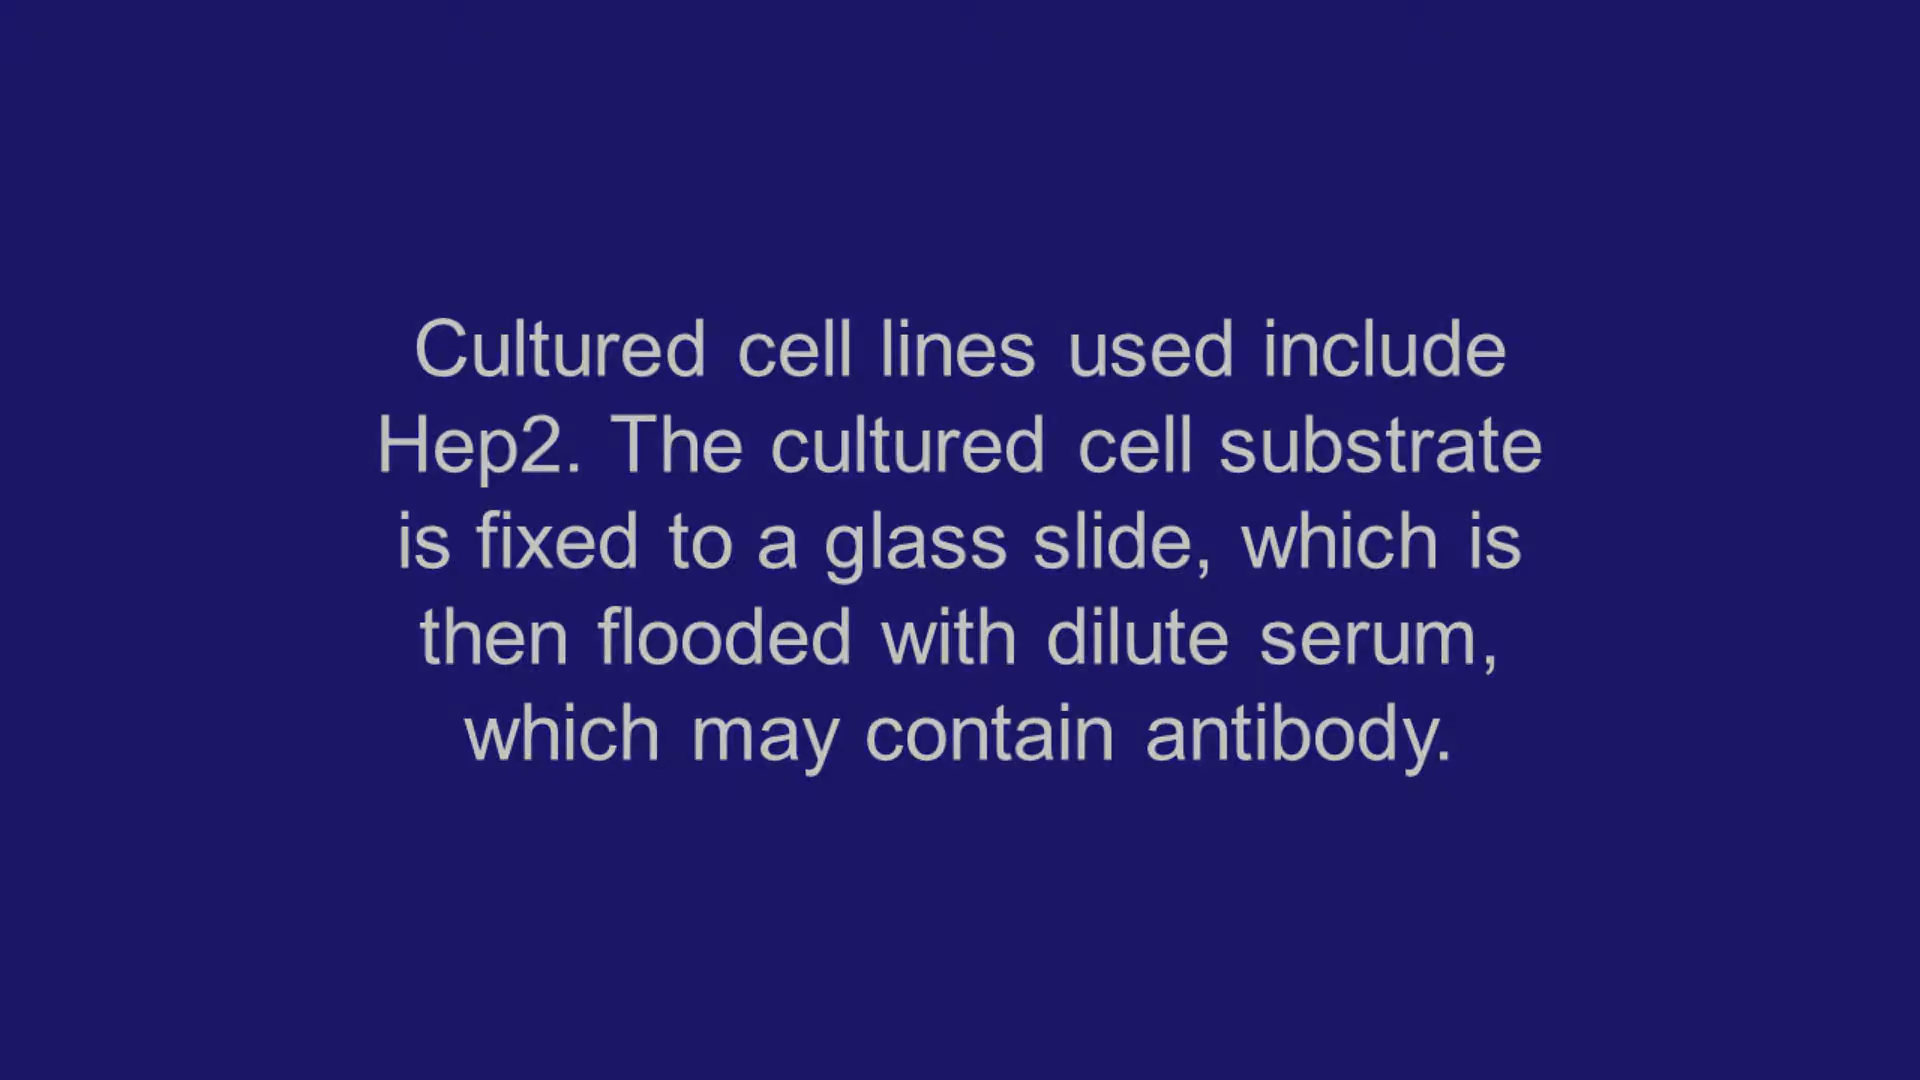 Cultured cell lines used include
Hep2. The cultured cell substrate
is fixed to a glass slide, which is
then flooded with dilute serum,
which may contain antibody.